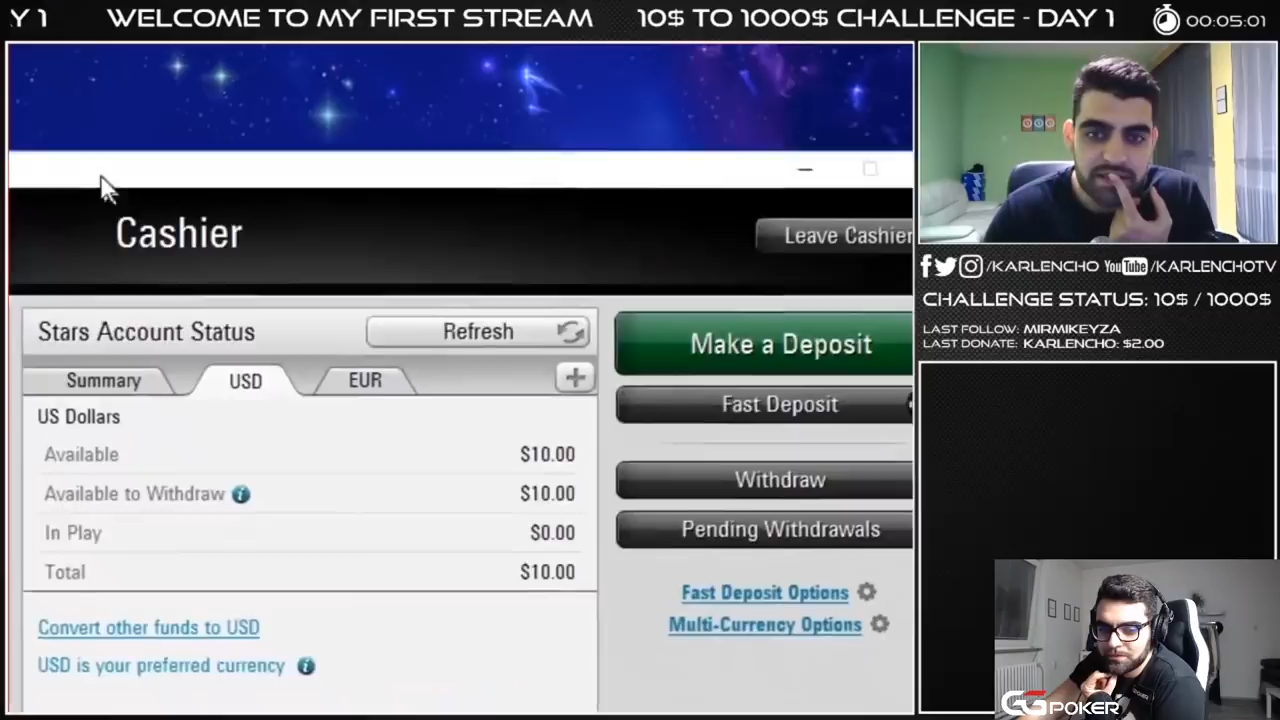 Y 1 WELCOME TO MY FIRST STREAM 10$ TO 1000$ CHALLENGE - DAY 1 00:05:01
Cashier
Leave Cashier
Stars Account Status
Refresh
Make a Deposit
Summary
USD
EUR
Fast Deposit
US Dollars
Available $10.00
Available to Withdraw $10.00
In Play $0.00
Total $10.00
Withdraw
Pending Withdrawals
Fast Deposit Options
Multi-Currency Options
Convert other funds to USD
USD is your preferred currency
/KARLENCHO YouTube /KARLENCHOTV
CHALLENGE STATUS: 10$ / 1000$
LAST FOLLOW: MIRMIKEYZA
LAST DONATE: KARLENCHO: $2.00
GGPOKER